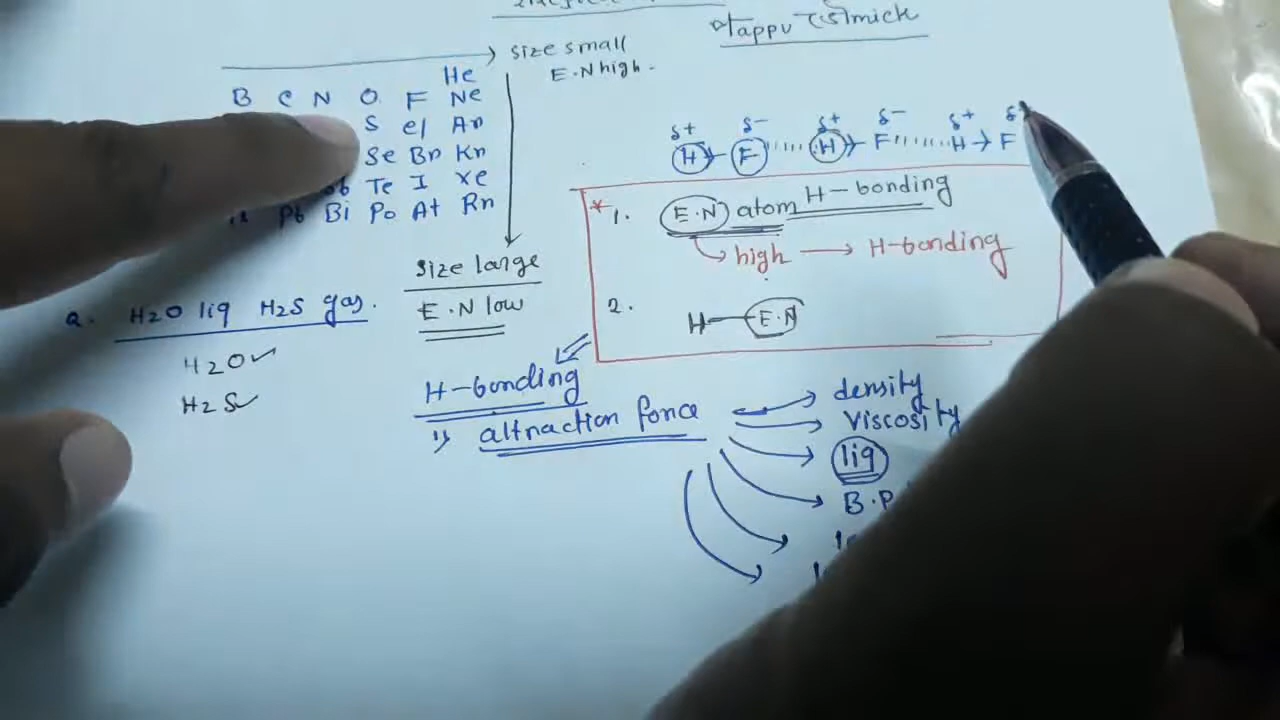 size small
E.N high.
He
B C N O F Ne
S Cl Ar
Se Br Kr
Te I Xe
Pb Bi Po At Rn
δ+ δ- δ+ δ- δ+
H F ...... H F ...... H → F
* 1. E.N atom H-bonding
high → H-bonding
2. H — E.N
size large
E.N low
Q. H2O liq H2S gas.
H2O ✓
H2S ✓
H-bonding
1) attraction force
density
viscosity
liq
B.P